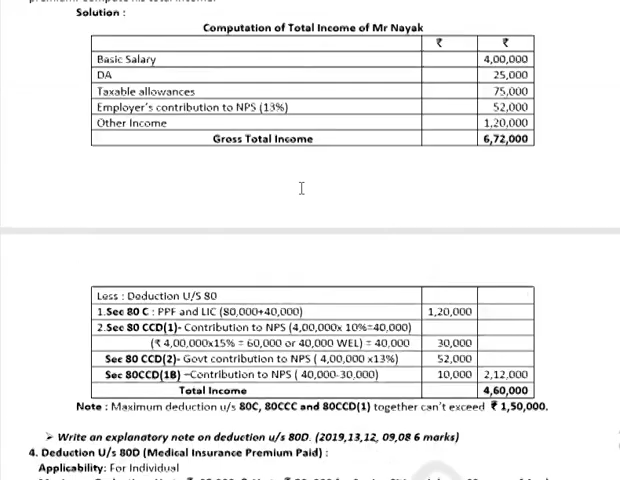 Solution :
Computation of Total Income of Mr Nayak
₹ ₹
Basic Salary 4,00,000
DA 25,000
Taxable allowances 75,000
Employer's contribution to NPS (13%) 52,000
Other Income 1,20,000
Gross Total Income 6,72,000
Less : Deduction U/S 80
1.Sec 80 C : PPF and LIC (80,000+40,000) 1,20,000
2.Sec 80 CCD(1)- Contribution to NPS (4,00,000x 10%=40,000)
(₹ 4,00,000x15% = 60,000 or 40,000 WEL) = 40,000 30,000
Sec 80 CCD(2)- Govt contribution to NPS ( 4,00,000 x13%) 52,000
Sec 80CCD(1B) –Contribution to NPS ( 40,000-30,000) 10,000 2,12,000
Total Income 4,60,000
Note : Maximum deduction u/s 80C, 80CCC and 80CCD(1) together can't exceed ₹ 1,50,000.
➢ Write an explanatory note on deduction u/s 80D. (2019,13,12, 09,08 6 marks)
4. Deduction U/s 80D (Medical Insurance Premium Paid) :
Applicability: For Individual